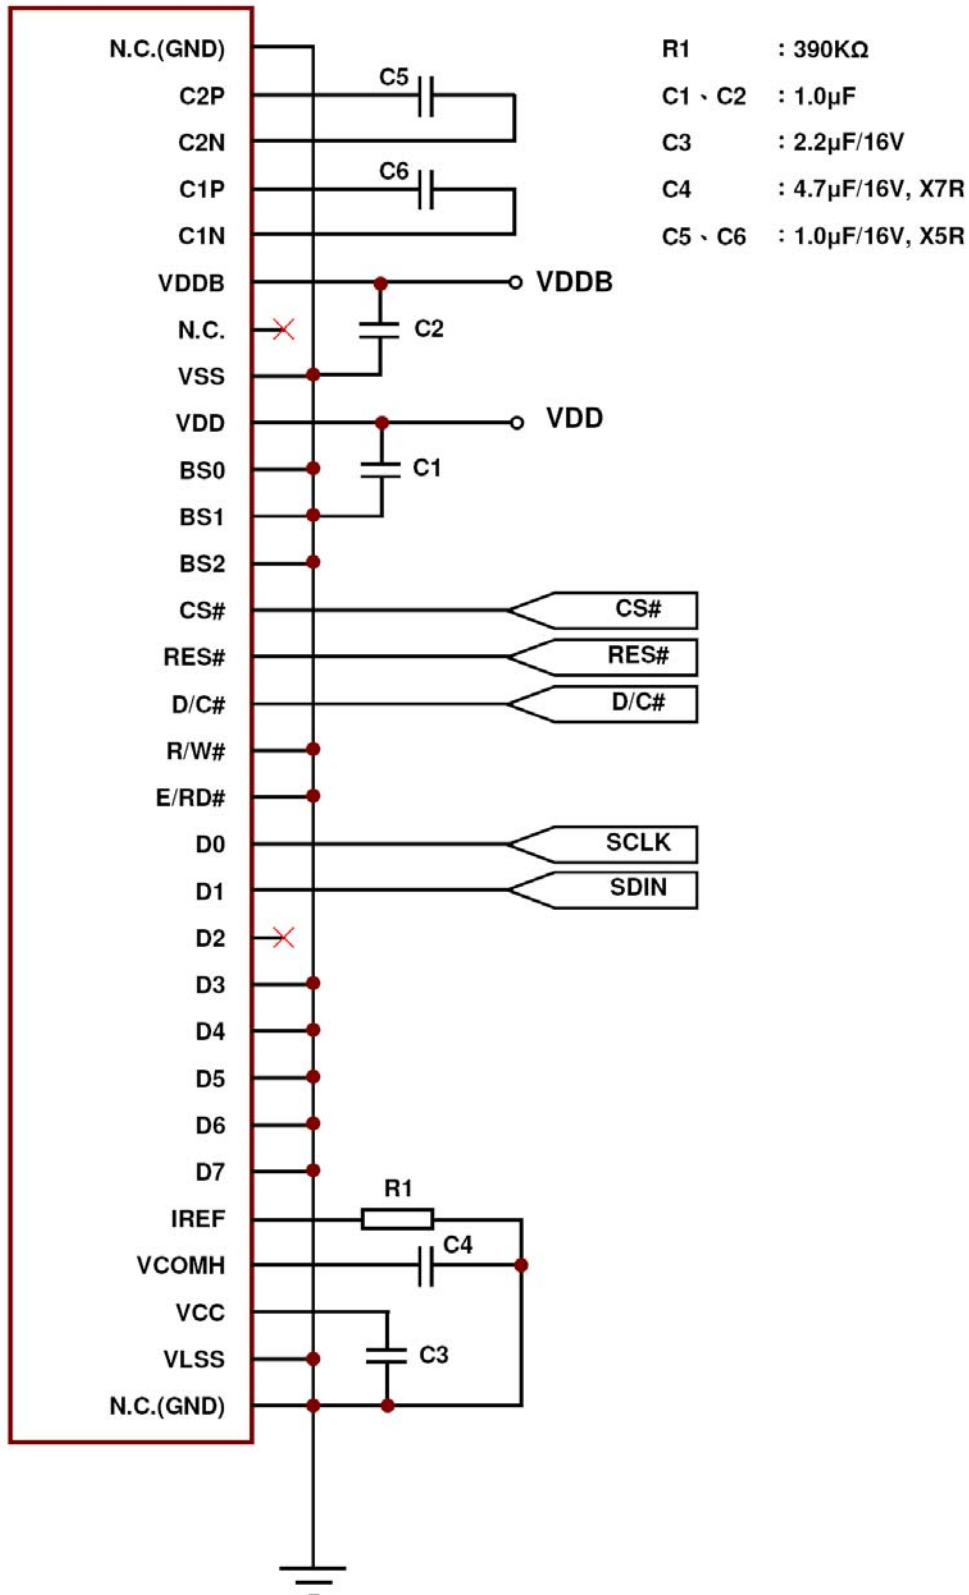 N.C.(GND)
C2P
C2N
C1P
C1N
VDDB
N.C.
VSS
VDD
BS0
BS1
BS2
CS#
RES#
D/C#
R/W#
E/RD#
D0
D1
D2
D3
D4
D5
D6
D7
IREF
VCOMH
VCC
VLSS
N.C.(GND)
C5
C6
VDDB
C2
VDD
C1
CS#
RES#
D/C#
SCLK
SDIN
R1
C4
C3
R1 : 390KΩ
C1、C2 : 1.0μF
C3 : 2.2μF/16V
C4 : 4.7μF/16V, X7R
C5、C6 : 1.0μF/16V, X5R